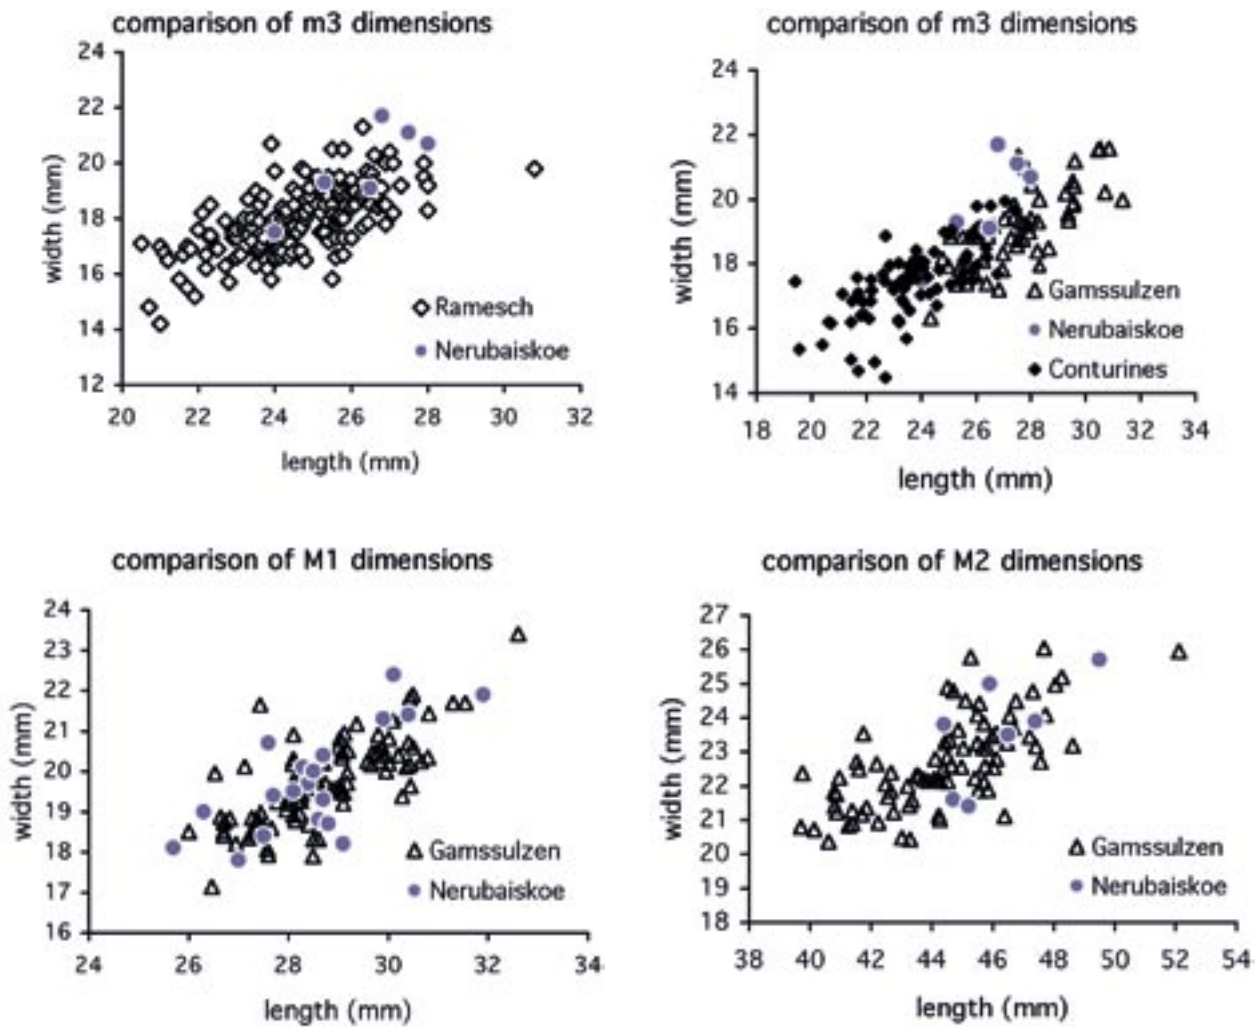 comparison of m3 dimensions
24
22
20
18
16
14
12
width (mm)
Ramesch
Nerubaiskoe
20 22 24 26 28 30 32
length (mm)
comparison of m3 dimensions
24
22
20
18
16
14
width (mm)
Gamssulzen
Nerubaiskoe
Conturines
18 20 22 24 26 28 30 32 34
length (mm)
comparison of M1 dimensions
24
23
22
21
20
19
18
17
16
width (mm)
Gamssulzen
Nerubaiskoe
24 26 28 30 32 34
length (mm)
comparison of M2 dimensions
27
26
25
24
23
22
21
20
19
18
width (mm)
Gamssulzen
Nerubaiskoe
38 40 42 44 46 48 50 52 54
length (mm)